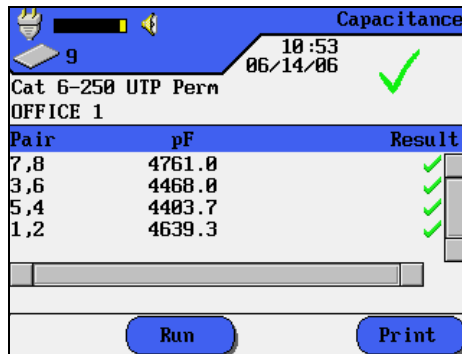 Capacitance
9
10:53
06/14/06
Cat 6-250 UTP Perm
OFFICE 1
Pair pF Result
7,8 4761.0
3,6 4468.0
5,4 4403.7
1,2 4639.3
Run Print